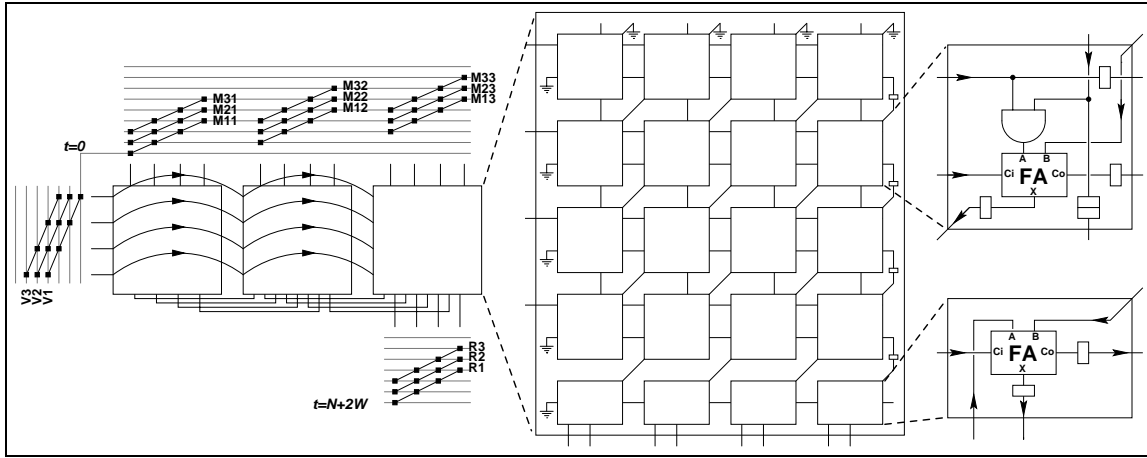 M33
M32
M23
M31
M22
M13
M21
M12
M11
t=0
V3
V2
V1
R3
R2
R1
t=N+2W
A
B
Ci
FA
Co
X
A
B
Ci
FA
Co
X